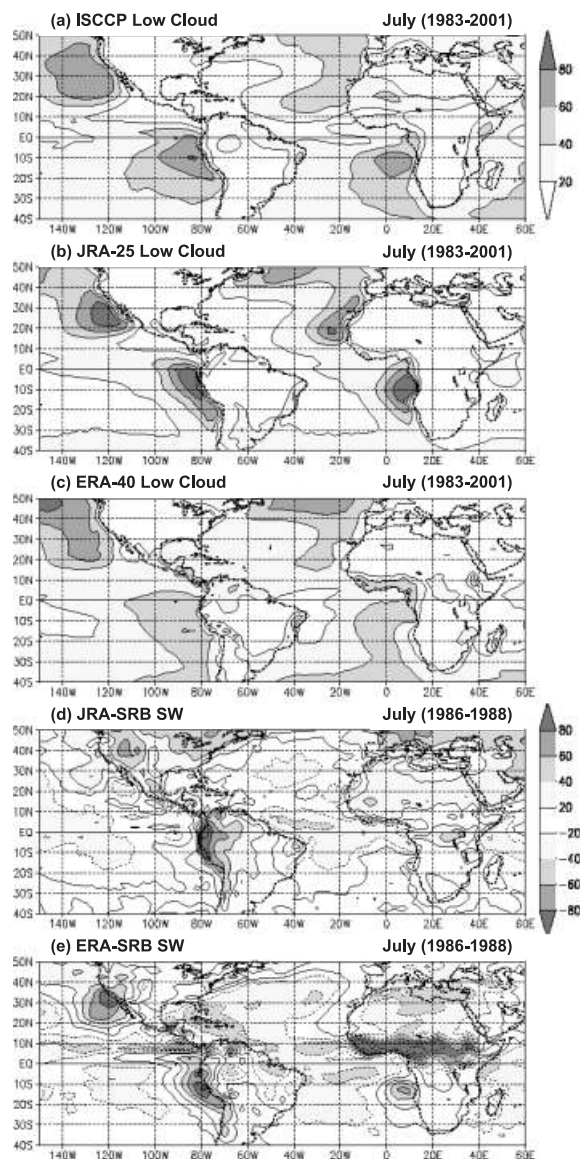 (a) ISCCP Low Cloud July (1983-2001)
50N
40N
30N
20N
10N
EQ
10S
20S
30S
40S
140W 120W 100W 80W 60W 40W 20W 0 20E 40E 60E
80
60
40
20
(b) JRA-25 Low Cloud July (1983-2001)
50N
40N
30N
20N
10N
EQ
10S
20S
30S
40S
140W 120W 100W 80W 60W 40W 20W 0 20E 40E 60E
(c) ERA-40 Low Cloud July (1983-2001)
50N
40N
30N
20N
10N
EQ
10S
20S
30S
40S
140W 120W 100W 80W 60W 40W 20W 0 20E 40E 60E
(d) JRA-SRB SW July (1986-1988)
50N
40N
30N
20N
10N
EQ
10S
20S
30S
40S
140W 120W 100W 80W 60W 40W 20W 0 20E 40E 60E
80
60
40
20
-20
-40
-60
-80
(e) ERA-SRB SW July (1986-1988)
50N
40N
30N
20N
10N
EQ
10S
20S
30S
40S
140W 120W 100W 80W 60W 40W 20W 0 20E 40E 60E